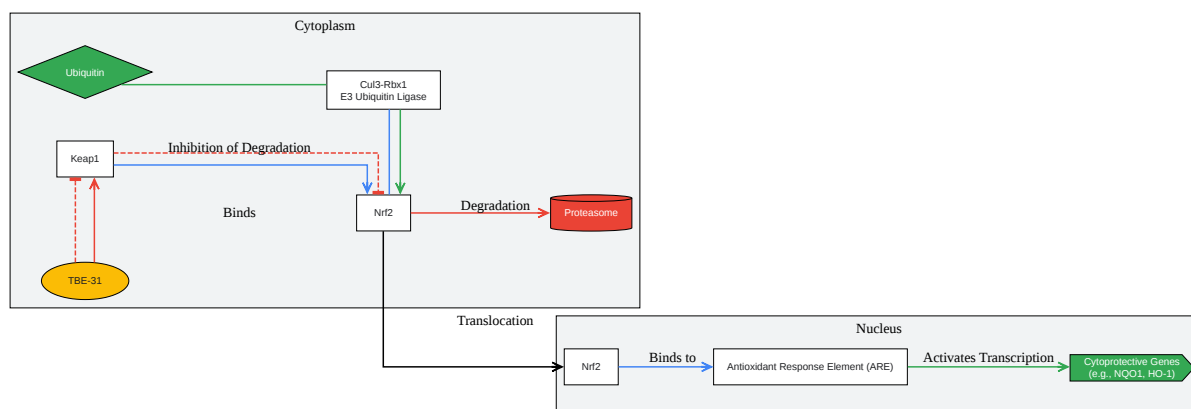 Cytoplasm
Ubiquitin
Cul3-Rbx1
E3 Ubiquitin Ligase
Inhibition of Degradation
Keap1
Binds
Nrf2
Degradation
Proteasome
TBE-31
Translocation
Nucleus
Nrf2
Binds to
Antioxidant Response Element (ARE)
Activates Transcription
Cytoprotective Genes
(e.g., NQO1, HO-1)